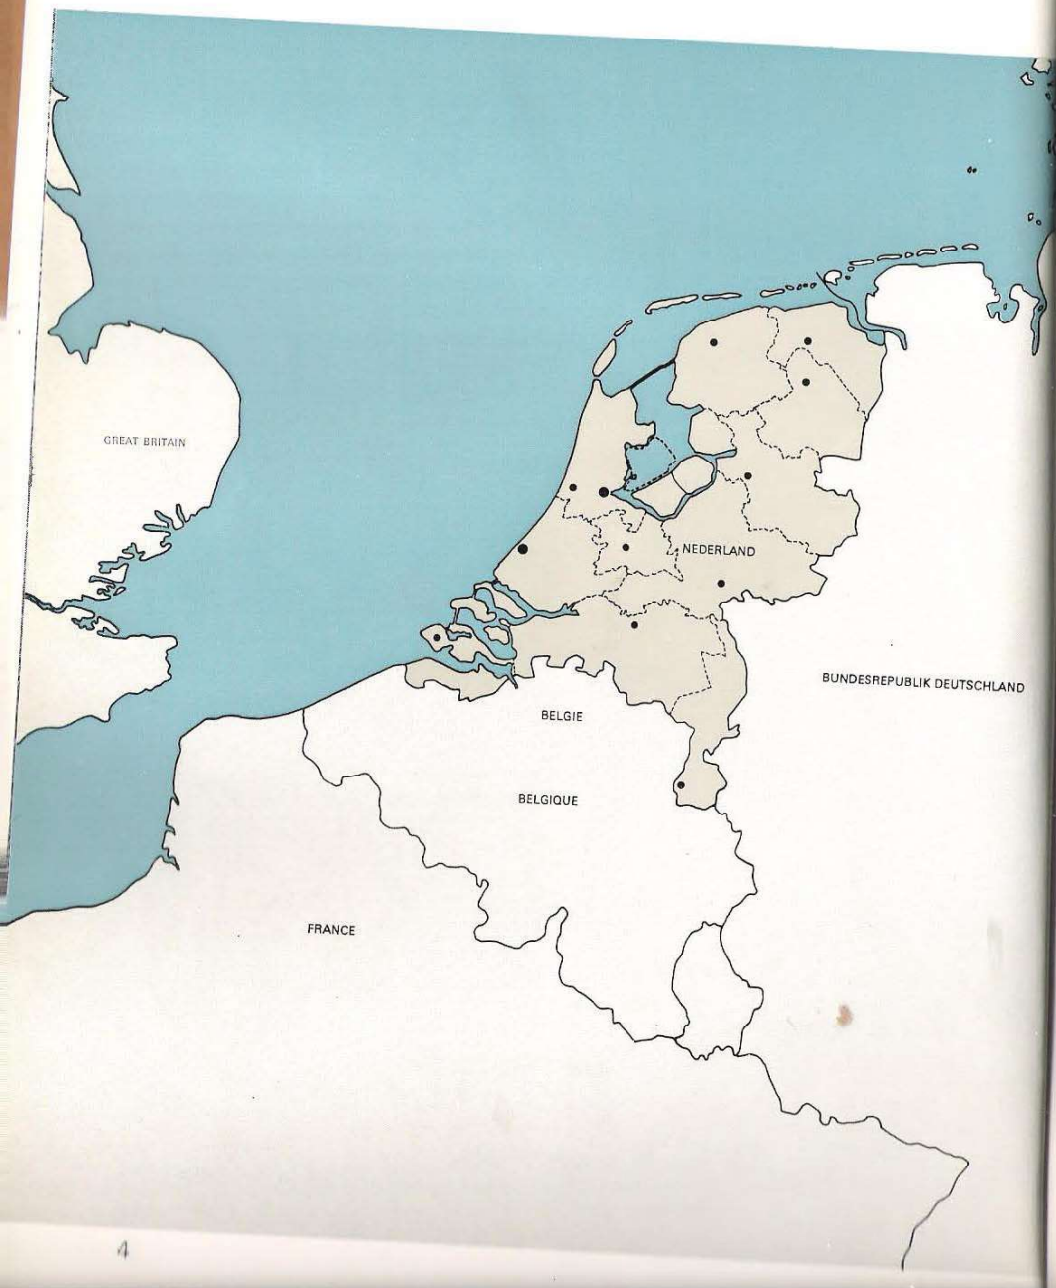 GREAT BRITAIN
NEDERLAND
BUNDESREPUBLIK DEUTSCHLAND
BELGIE
BELGIQUE
FRANCE
4